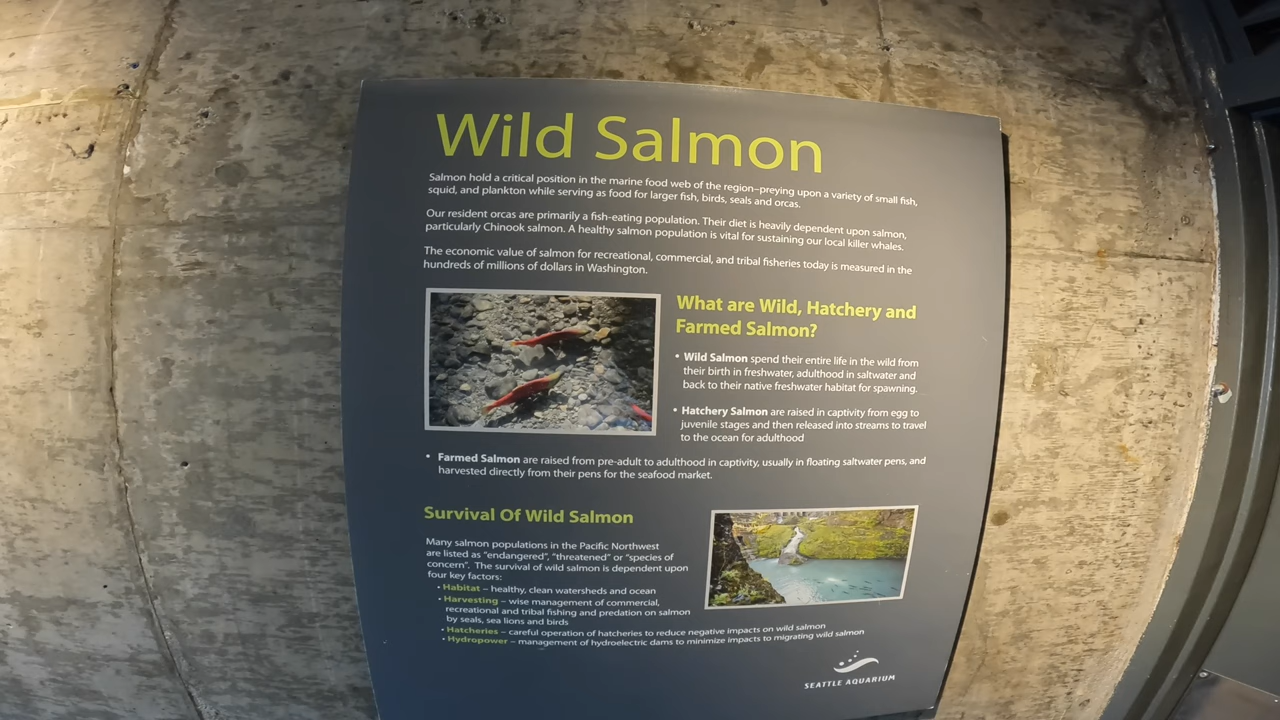 Wild Salmon
Salmon hold a critical position in the marine food web of the region–preying upon a variety of small fish,
squid, and plankton while serving as food for larger fish, birds, seals and orcas.
Our resident orcas are primarily a fish-eating population. Their diet is heavily dependent upon salmon,
particularly Chinook salmon. A healthy salmon population is vital for sustaining our local killer whales.
The economic value of salmon for recreational, commercial, and tribal fisheries today is measured in the
hundreds of millions of dollars in Washington.
What are Wild, Hatchery and
Farmed Salmon?
• Wild Salmon spend their entire life in the wild from
their birth in freshwater, adulthood in saltwater and
back to their native freshwater habitat for spawning.
• Hatchery Salmon are raised in captivity from egg to
juvenile stages and then released into streams to travel
to the ocean for adulthood
• Farmed Salmon are raised from pre-adult to adulthood in captivity, usually in floating saltwater pens, and
harvested directly from their pens for the seafood market.
Survival Of Wild Salmon
Many salmon populations in the Pacific Northwest
are listed as “endangered”, “threatened” or “species of
concern”. The survival of wild salmon is dependent upon
four key factors:
• Habitat – healthy, clean watersheds and ocean
• Harvesting – wise management of commercial,
recreational and tribal fishing and predation on salmon
by seals, sea lions and birds
• Hatcheries – careful operation of hatcheries to reduce negative impacts on wild salmon
• Hydropower – management of hydroelectric dams to minimize impacts to migrating wild salmon
SEATTLE AQUARIUM